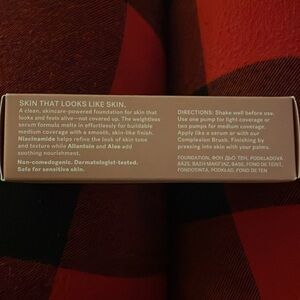 SKIN THAT LOOKS LIKE SKIN.
A clean, skincare-powered foundation for skin that
looks and feels alive—not covered up. The weightless
serum formula melts in effortlessly for buildable
medium coverage with a smooth, skin-like finish.
Niacinamide helps refine the look of skin tone
and texture while Allantoin and Aloe add
soothing nourishment.
Non-comedogenic. Dermatologist-tested.
Safe for sensitive skin.
DIRECTIONS: Shake well before use.
Use one pump for light coverage or
two pumps for medium coverage.
Apply like a serum or with our
Complexion Brush. Finishing by
pressing into skin with your palms.
FOUNDATION, ФОН ДЬО ТЕН, PODKLADOVÁ
BÁZE, ΒΑΣΗ ΜΑΚΙΓΙΑΖ, BASE, FOND DE TEINT,
FONDOTINTA, PODKŁAD, FOND DE TEN